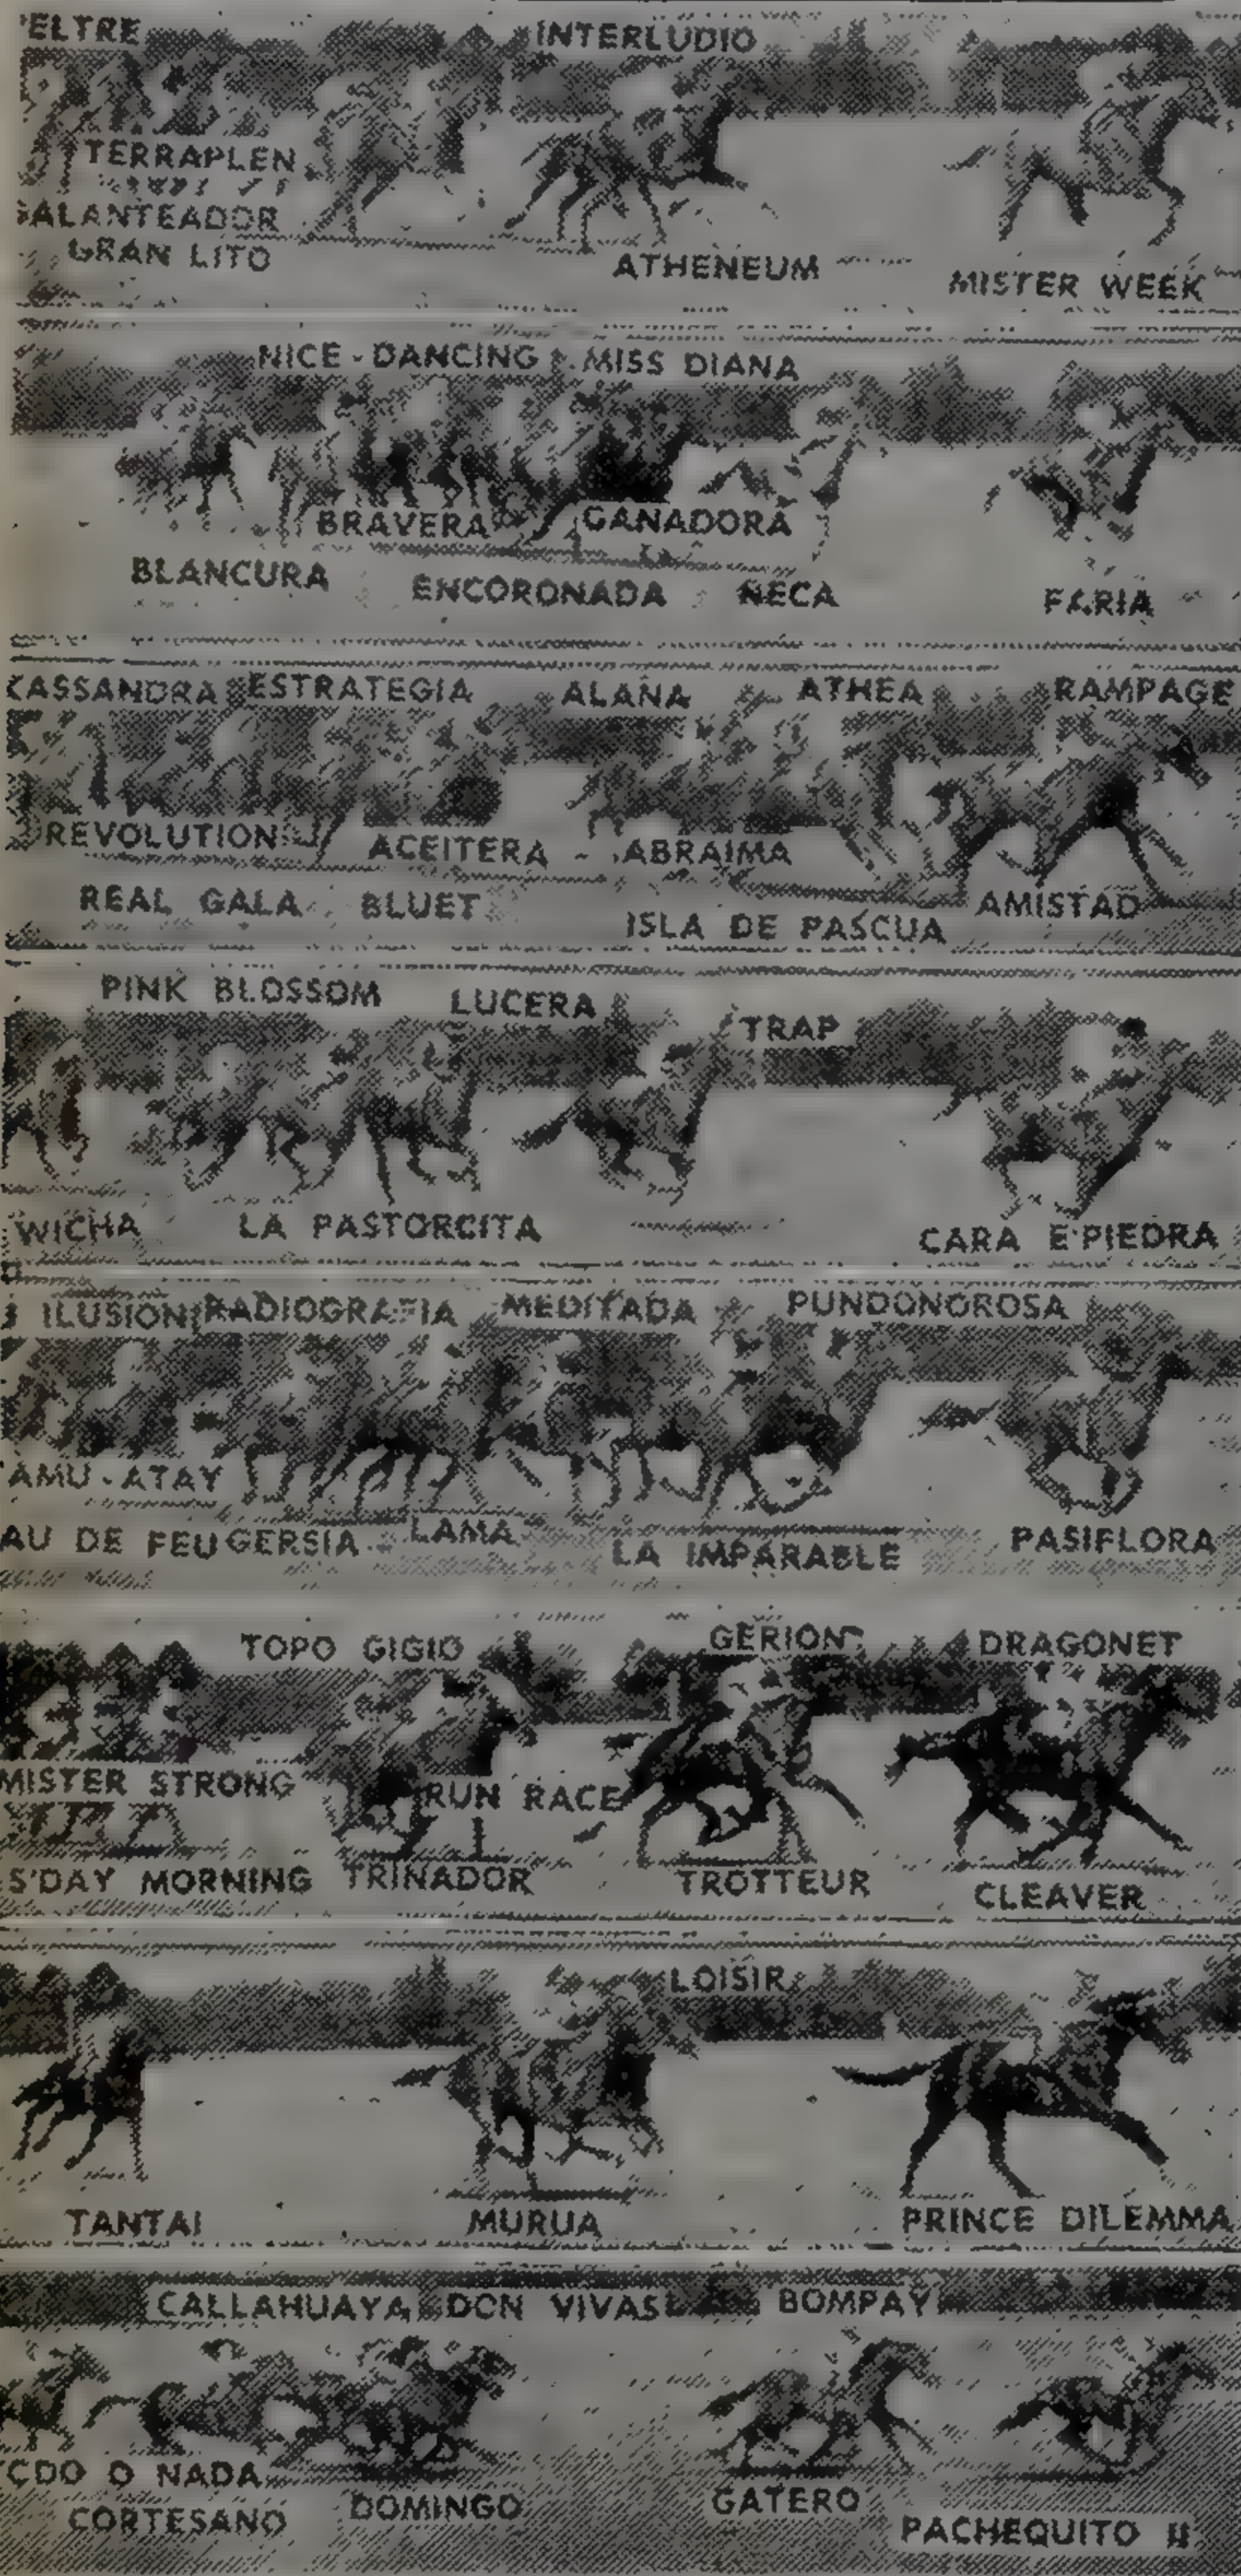 'ELTRE INTERLUDIO
TERRAPLEN
GALANTEADOR
GRAN LITO ATHENEUM MISTER WEEK
NICE-DANCING MISS DIANA
BRAVERA GANADORA
BLANCURA ENCORONADA NECA FARIA
CASSANDRA ESTRATEGIA ALANA ATHEA RAMPAGE
REVOLUTION ACEITERA - ABRAIMA
REAL GALA BLUET ISLA DE PASCUA AMISTAD
PINK BLOSSOM LUCERA TRAP
WICHA LA PASTORCITA CARA E'PIEDRA
ILUSION RADIOGRAFIA MEDITADA PUNDONOROSA
AMU-ATAY
AU DE FEU GERSIA LAMA LA IMPARABLE PASIFLORA
TOPO GIGIO GERION DRAGONET
MISTER STRONG RUN RACE
S'DAY MORNING TRINADOR TROTTEUR CLEAVER
LOISIR
TANTAI MURUA PRINCE DILEMMA
CALLAHUAYA DON VIVAS BOMPAY
ODO O NADA
CORTESANO DOMINGO GATERO PACHEQUITO II